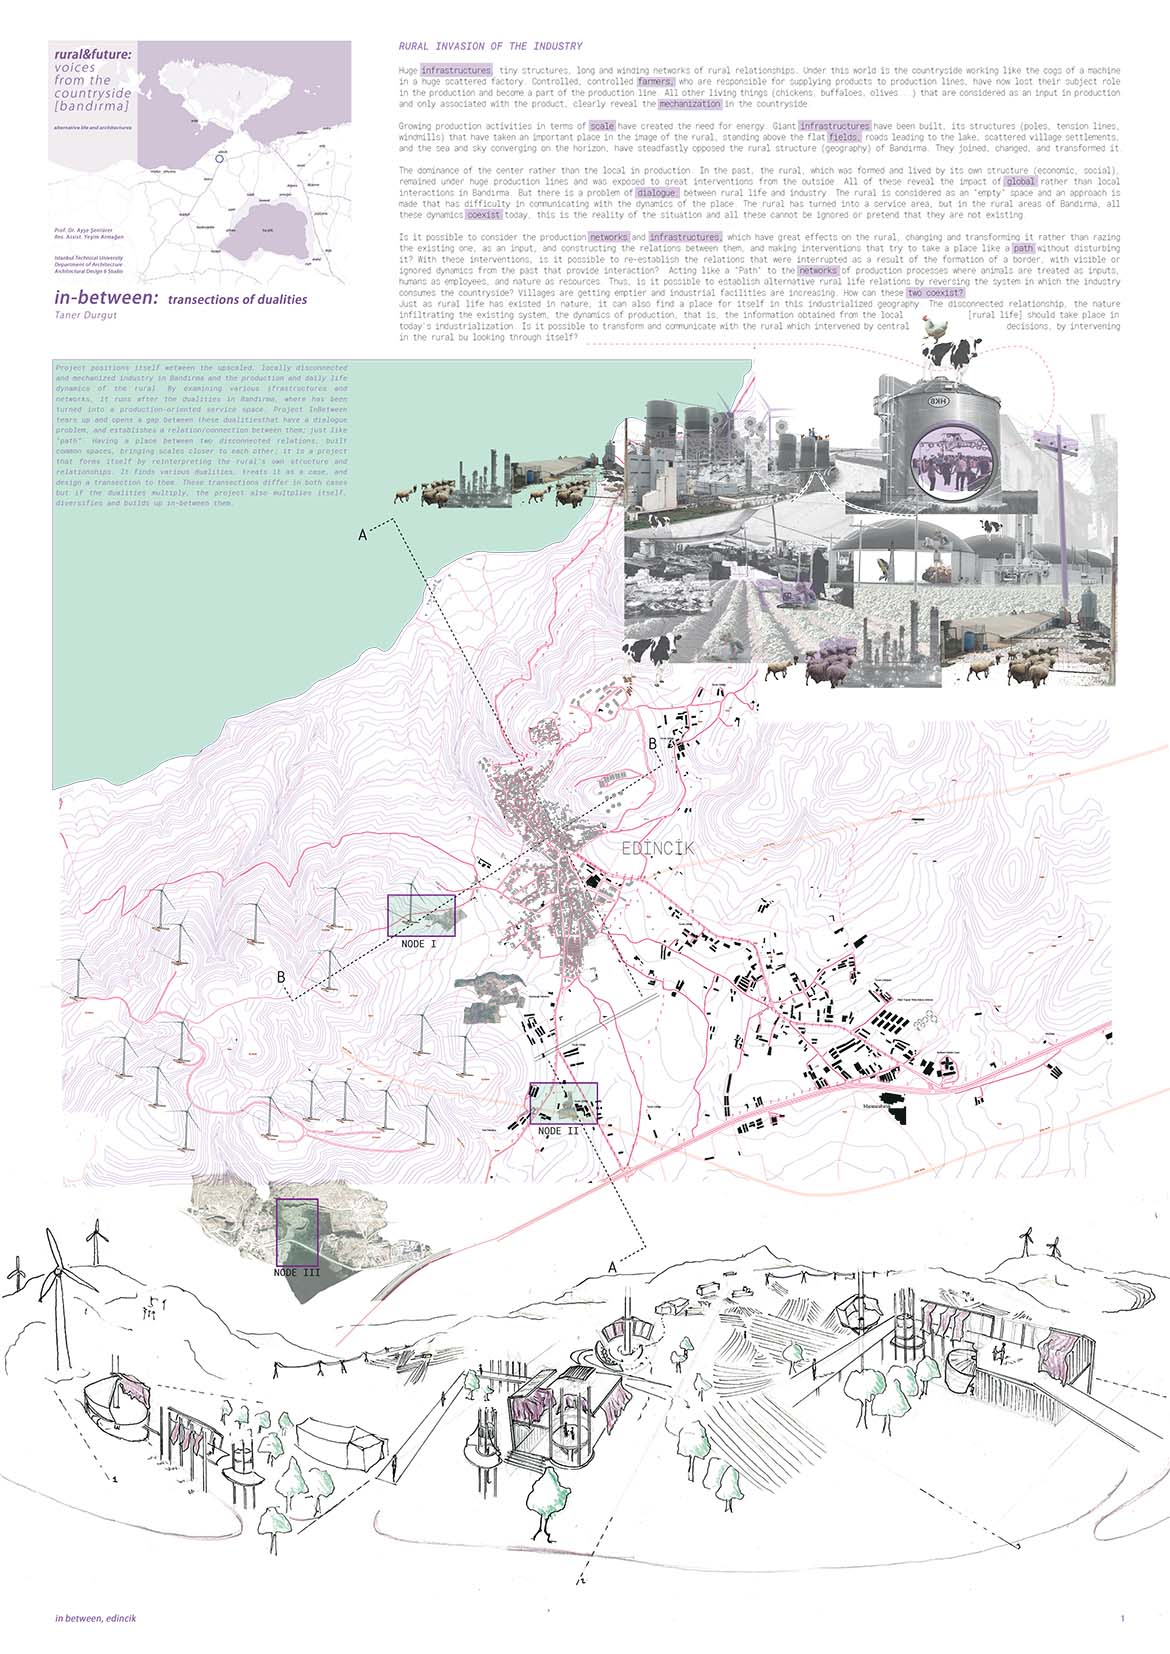 rural&future:
voices
from the
countryside
[bandırma]
alternative life and architectures
Prof. Dr. Ayşe Şentürer
Res. Assist. Yeşim Armağan
Istanbul Technical University
Department of Architecture
Architectural Design 6 Studio
in-between: transections of dualities
Taner Durgut
RURAL INVASION OF THE INDUSTRY
Huge infrastructures, tiny structures, long and winding networks of rural relationships. Under this world is the countryside working like the cogs of a machine
in a huge scattered factory. Controlled, controlled farmers, who are responsible for supplying products to production lines, have now lost their subject role
in the production and become a part of the production line. All other living things (chickens, buffaloes, olives...) that are considered as an input in production
and only associated with the product, clearly reveal the mechanization in the countryside.
Growing production activities in terms of scale have created the need for energy. Giant infrastructures have been built, its structures (poles, tension lines,
windmills) that have taken an important place in the image of the rural, standing above the flat fields, roads leading to the lake, scattered village settlements,
and the sea and sky converging on the horizon, have steadfastly opposed the rural structure (geography) of Bandırma. They joined, changed, and transformed it.
The dominance of the center rather than the local in production. In the past, the rural, which was formed and lived by its own structure (economic, social),
remained under huge production lines and was exposed to great interventions from the outside. All of these reveal the impact of global rather than local
interactions in Bandırma. But there is a problem of dialogue; between rural life and industry. The rural is considered as an "empty" space and an approach is
made that has difficulty in communicating with the dynamics of the place. The rural has turned into a service area, but in the rural areas of Bandırma, all
these dynamics coexist today, this is the reality of the situation and all these cannot be ignored or pretend that they are not existing.
Is it possible to consider the production networks and infrastructures, which have great effects on the rural, changing and transforming it rather than razing
the existing one, as an input, and constructing the relations between them, and making interventions that try to take a place like a path without disturbing
it? With these interventions, is it possible to re-establish the relations that were interrupted as a result of the formation of a border, with visible or
ignored dynamics from the past that provide interaction? Acting like a "Path" to the networks of production processes where animals are treated as inputs,
humans as employees, and nature as resources. Thus, is it possible to establish alternative rural life relations by reversing the system in which the industry
consumes the countryside? Villages are getting emptier and industrial facilities are increasing. How can these two coexist?
Just as rural life has existed in nature, it can also find a place for itself in this industrialized geography. The disconnected relationship, the nature
infiltrating the existing system, the dynamics of production, that is, the information obtained from the local [rural life] should take place in
today's industrialization. Is it possible to transform and communicate with the rural which intervened by central decisions, by intervening
in the rural bu looking through itself?
Project positions itself wetween the upscaled, locally disconnected
and mechanized industry in Bandırma and the production and daily life
dynamics of the rural. By examining various ifrastructures and
networks, it runs after the dualities in Bandırma, where has been
turned into a production-oriented service space. Project InBetween
tears up and opens a gap between these dualitiesthat have a dialogue
problem, and establishes a relation/connection between them; just like
"path". Having a place between two disconnected relations, built
common spaces, bringing scales closer to each other; it is a project
that forms itself by reinterpreting the rural's own structure and
relationships. It finds various dualities, treats it as a case, and
design a transection to them. These transections differ in both cases
but if the dualities multiply, the project also multplies itself,
diversifies and builds up in-between them.
A
B
EDİNCİK
NODE I
B
NODE II
NODE III
A
1
2
3
in between, edincik
1